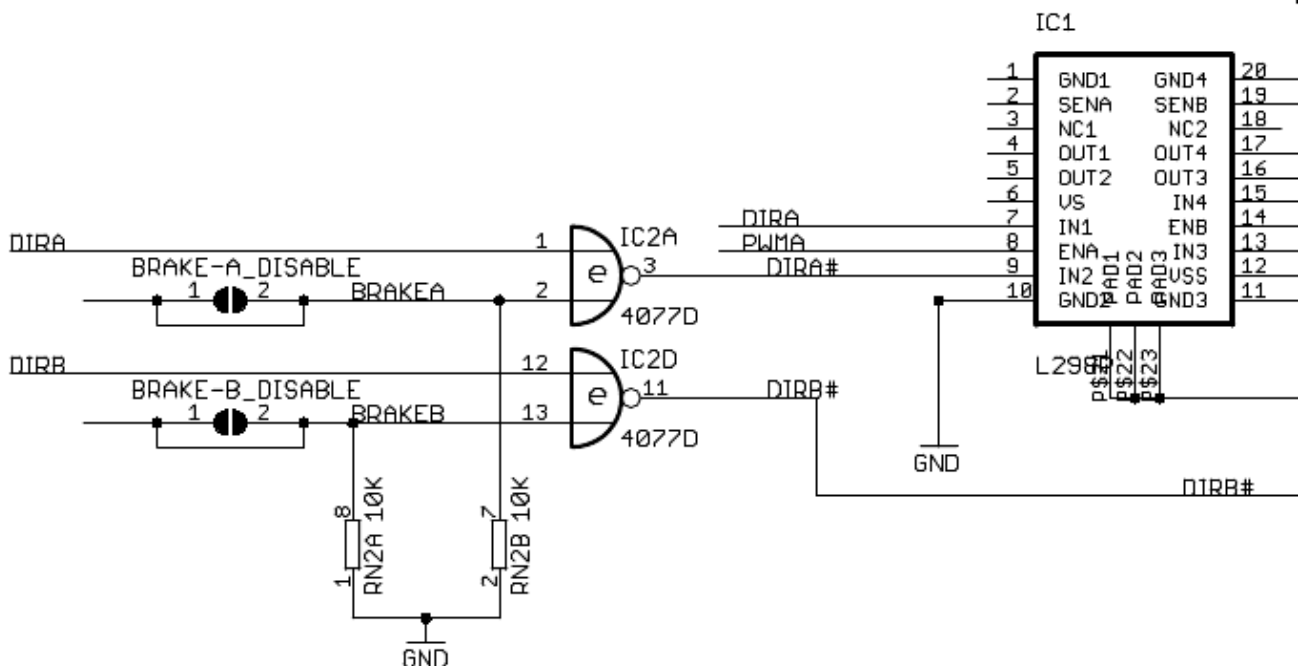 IC1
1 GND1 GND4 20
2 SENA SENB 19
3 NC1 NC2 18
4 OUT1 OUT4 17
5 OUT2 OUT3 16
6 VS IN4 15
DIRA 7 IN1 ENB 14
PWMA 8 ENA IN3 13
DIRA# 9 IN2 VSS 12
10 GND2 GND3 11
PAD1
PAD2
PAD3
P$21
P$22
P$23
DIRA 1 IC2A
BRAKE-A_DISABLE
e 3
1 2 BRAKEA 2
4077D
DIRB 12 IC2D
BRAKE-B_DISABLE
e 11 DIRB#
1 2 BRAKEB 13
4077D
GND
DIRB#
8 10K
1 RN2A
7 10K
2 RN2B
GND